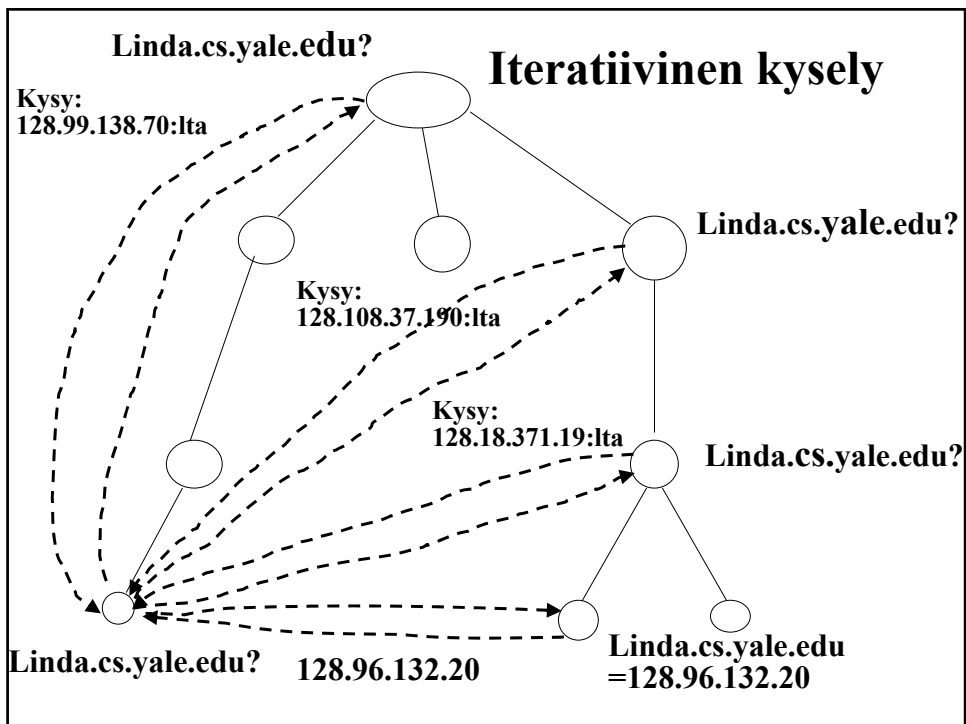 Linda.cs.yale.edu?
Iteratiivinen kysely
Kysy:
128.99.138.70:lta
Linda.cs.yale.edu?
Kysy:
128.108.37.190:lta
Kysy:
128.18.371.19:lta
Linda.cs.yale.edu?
Linda.cs.yale.edu?
128.96.132.20
Linda.cs.yale.edu
=128.96.132.20